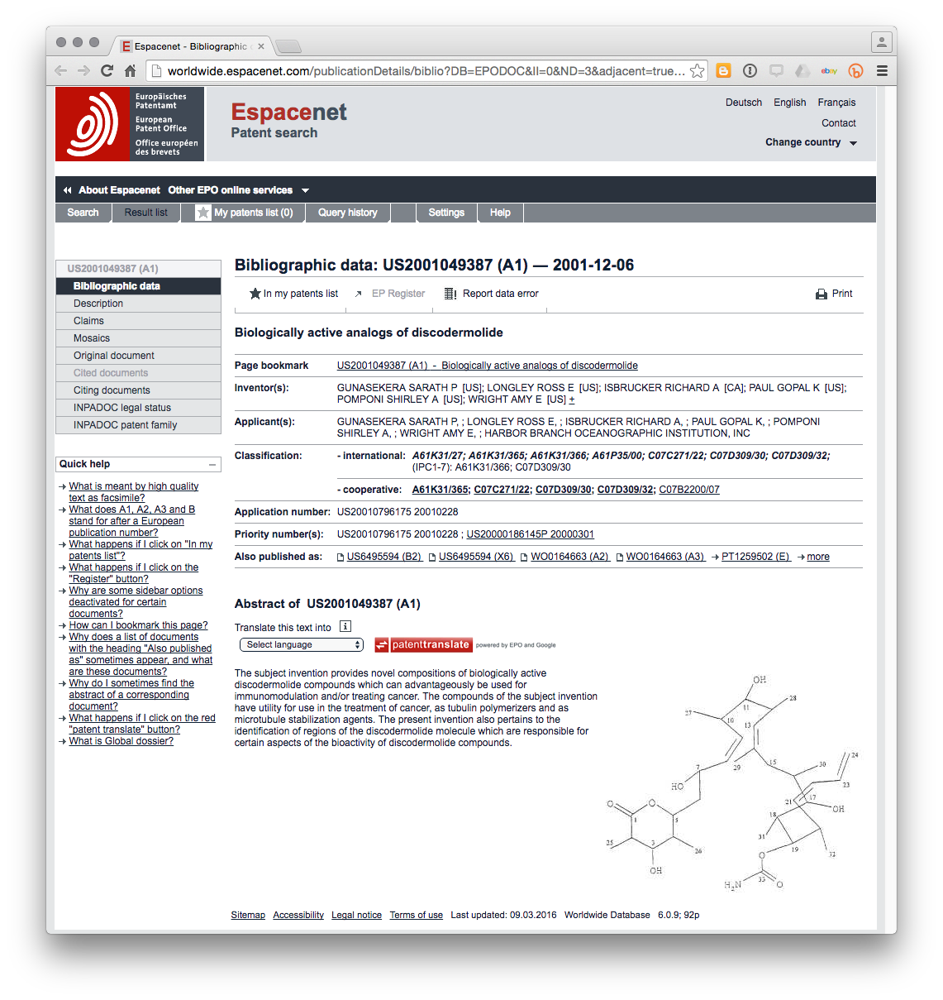 Espacenet - Bibliographic
worldwide.espacenet.com/publicationDetails/biblio?DB=EPODOC&II=0&ND=3&adjacent=true...
ebay
Europäisches
Patentamt
European
Patent Office
Office européen
des brevets
Espacenet
Patent search
Deutsch English Français
Contact
Change country
About Espacenet Other EPO online services
Search Result list My patents list (0) Query history Settings Help
US2001049387 (A1)
Bibliographic data
Description
Claims
Mosaics
Original document
Cited documents
Citing documents
INPADOC legal status
INPADOC patent family
Quick help
What is meant by high quality
text as facsimile?
What does A1, A2, A3 and B
stand for after a European
publication number?
What happens if I click on "In my
patents list"?
What happens if I click on the
"Register" button?
Why are some sidebar options
deactivated for certain
documents?
How can I bookmark this page?
Why does a list of documents
with the heading "Also published
as" sometimes appear, and what
are these documents?
Why do I sometimes find the
abstract of a corresponding
document?
What happens if I click on the red
"patent translate" button?
What is Global dossier?
Bibliographic data: US2001049387 (A1) — 2001-12-06
In my patents list EP Register Report data error Print
Biologically active analogs of discodermolide
Page bookmark US2001049387 (A1) - Biologically active analogs of discodermolide
Inventor(s): GUNASEKERA SARATH P [US]; LONGLEY ROSS E [US]; ISBRUCKER RICHARD A [CA]; PAUL GOPAL K [US];
POMPONI SHIRLEY A [US]; WRIGHT AMY E [US] +
Applicant(s): GUNASEKERA SARATH P, ; LONGLEY ROSS E, ; ISBRUCKER RICHARD A, ; PAUL GOPAL K, ; POMPONI
SHIRLEY A, ; WRIGHT AMY E, ; HARBOR BRANCH OCEANOGRAPHIC INSTITUTION, INC
Classification: - international: A61K31/27; A61K31/365; A61K31/366; A61P35/00; C07C271/22; C07D309/30; C07D309/32;
(IPC1-7): A61K31/366; C07D309/30
- cooperative: A61K31/365; C07C271/22; C07D309/30; C07D309/32; C07B2200/07
Application number: US20010796175 20010228
Priority number(s): US20010796175 20010228 ; US20000186145P 20000301
Also published as: US6495594 (B2) US6495594 (X6) WO0164663 (A2) WO0164663 (A3) PT1259502 (E) more
Abstract of US2001049387 (A1)
Translate this text into i
Select language patenttranslate powered by EPO and Google
The subject invention provides novel compositions of biologically active
discodermolide compounds which can advantageously be used for
immunomodulation and/or treating cancer. The compounds of the subject invention
have utility for use in the treatment of cancer, as tubulin polymerizers and as
microtubule stabilization agents. The present invention also pertains to the
identification of regions of the discodermolide molecule which are responsible for
certain aspects of the bioactivity of discodermolide compounds.
OH
28
11
27
10
13
24
7
29
15
30
HO
23
21
17
O
O
OH
1
5
18
31
25
3
26
19
32
O
OH
33
H2N
O
Sitemap Accessibility Legal notice Terms of use Last updated: 09.03.2016 Worldwide Database 6.0.9; 92p